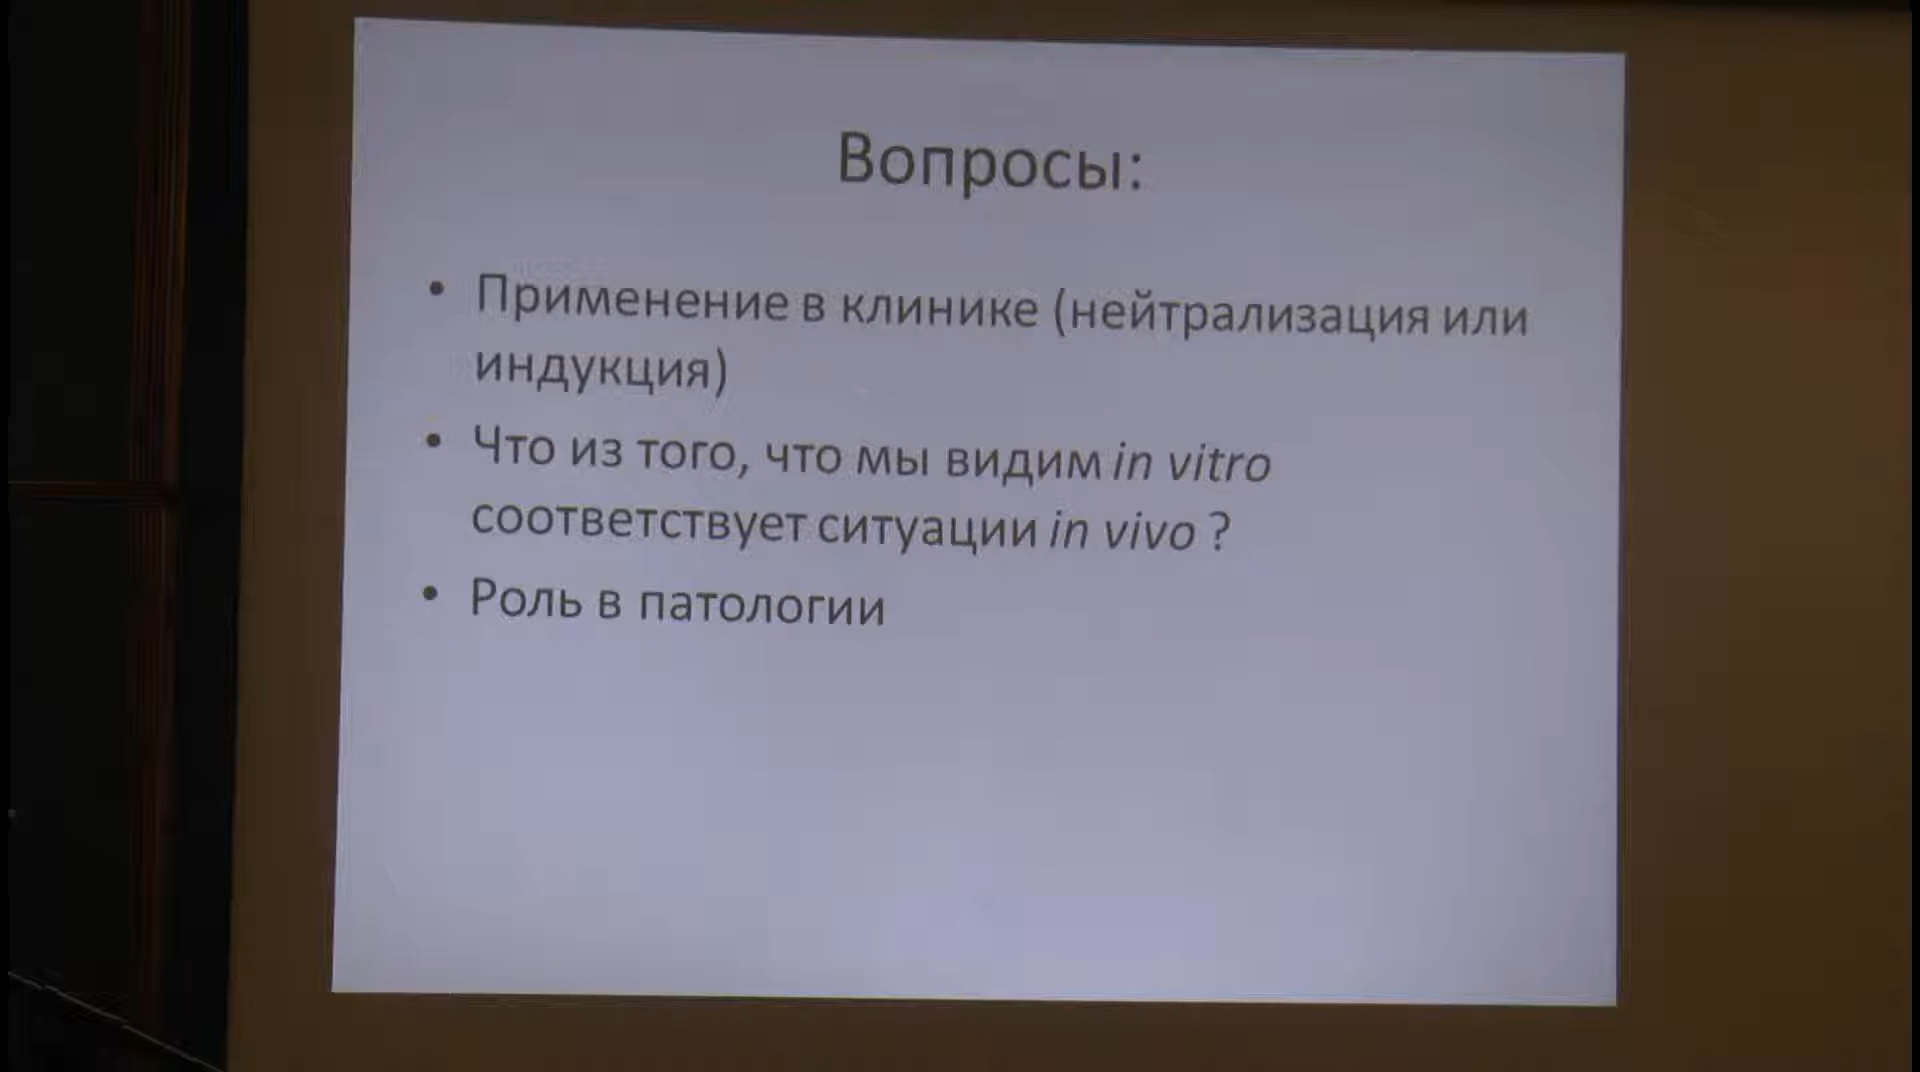 Вопросы:
• Применение в клинике (нейтрализация или
индукция)
• Что из того, что мы видим in vitro
соответствует ситуации in vivo ?
• Роль в патологии